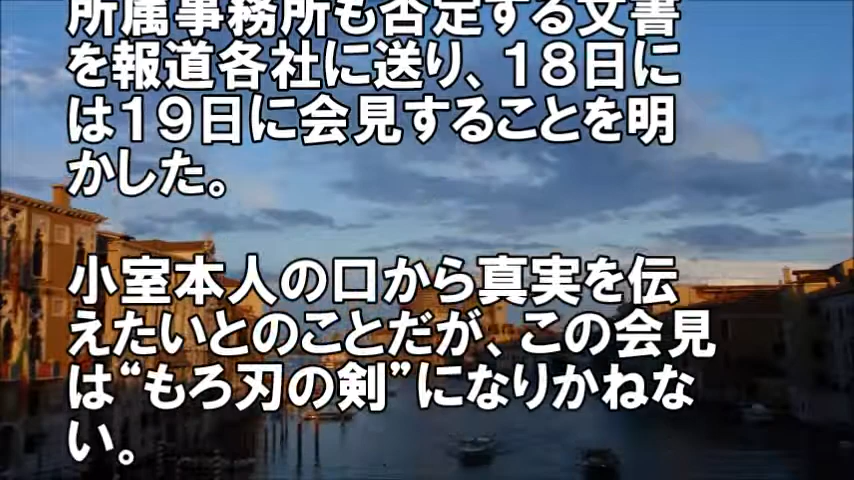 所属事務所も否定する文書
を報道各社に送り、18日に
は19日に会見することを明
かした。
小室本人の口から真実を伝
えたいとのことだが、この会見
は“もろ刃の剣”になりかねな
い。